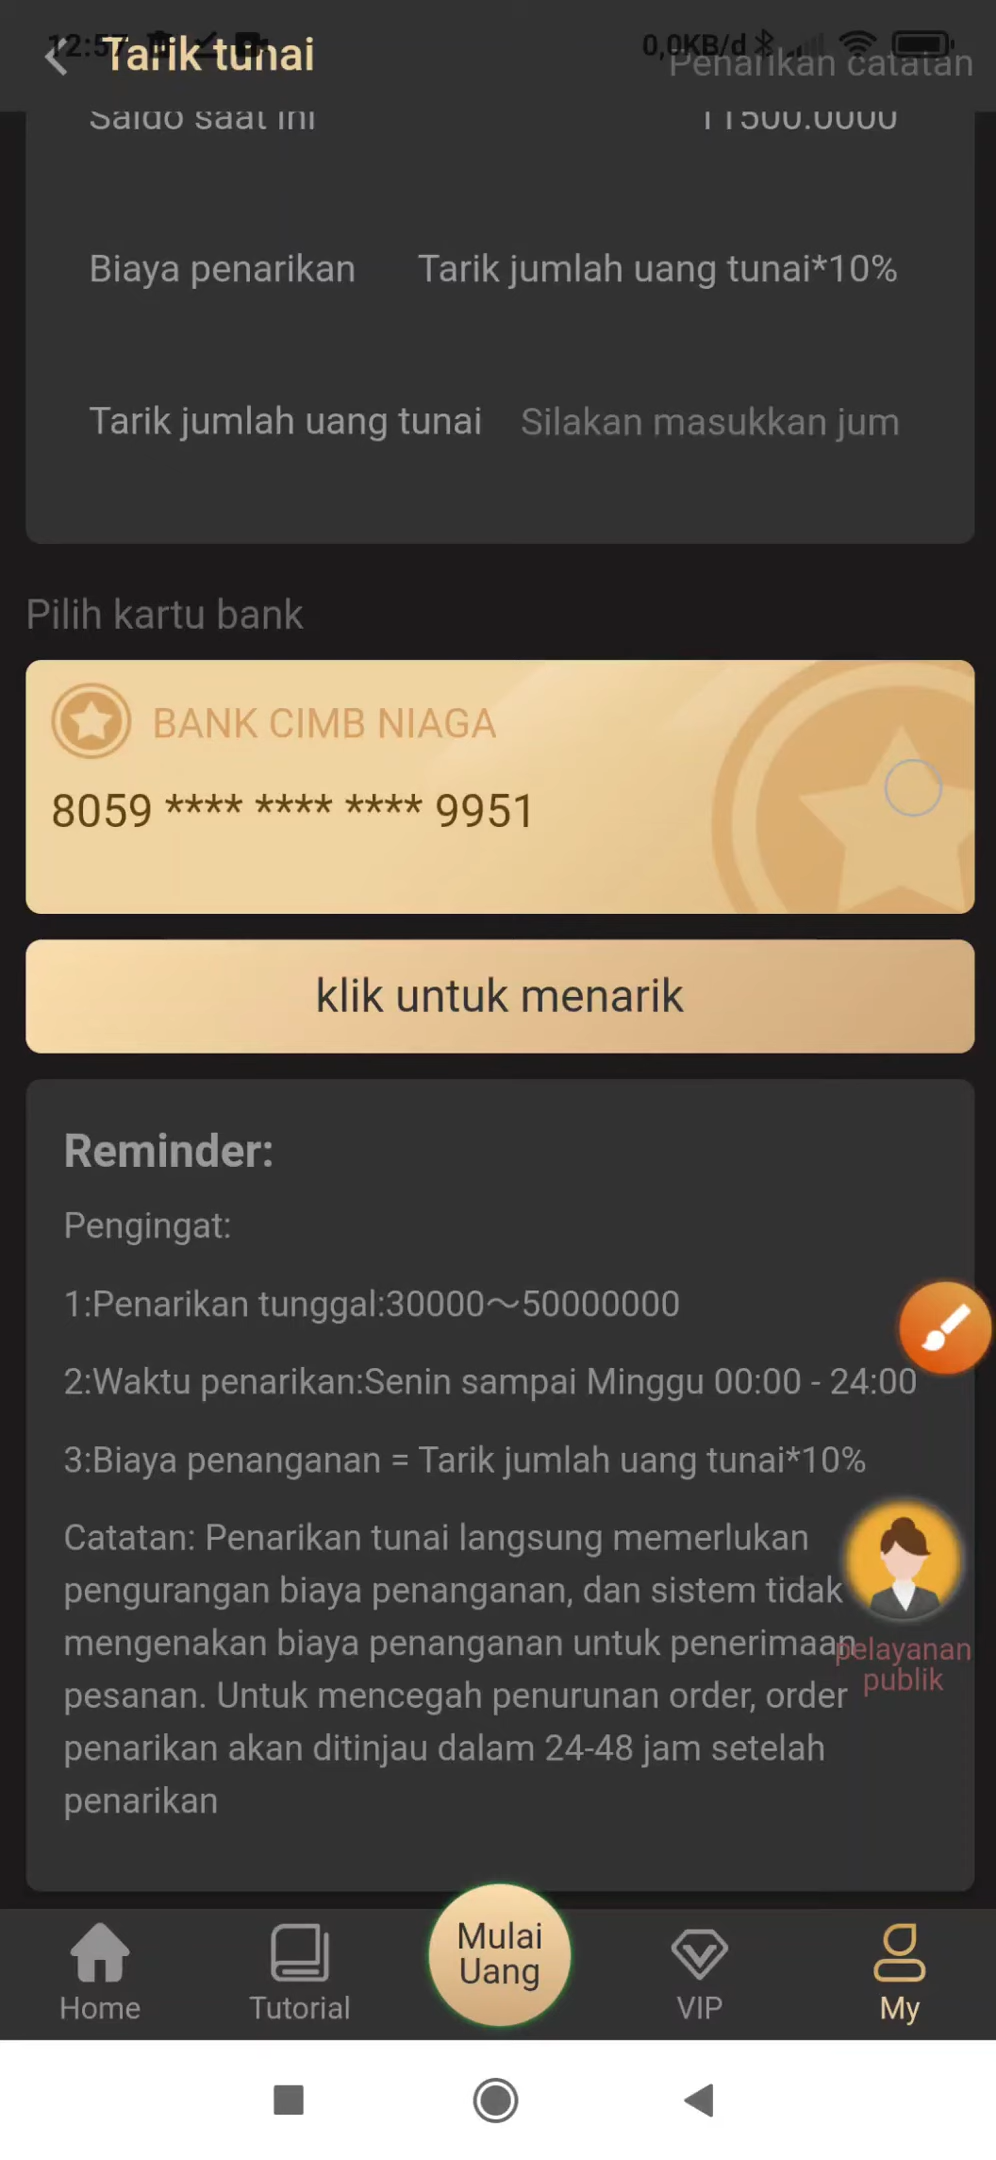 12:57
Tarik tunai
0,0KB/d
Penarikan catatan
Saldo saat ini
11500.0000
Biaya penarikan
Tarik jumlah uang tunai*10%
Tarik jumlah uang tunai
Silakan masukkan jum
Pilih kartu bank
BANK CIMB NIAGA
8059 **** **** **** 9951
klik untuk menarik
Reminder:
Pengingat:
1:Penarikan tunggal:30000～50000000
2:Waktu penarikan:Senin sampai Minggu 00:00 - 24:00
3:Biaya penanganan = Tarik jumlah uang tunai*10%
Catatan: Penarikan tunai langsung memerlukan
pengurangan biaya penanganan, dan sistem tidak
mengenakan biaya penanganan untuk penerimaan
pesanan. Untuk mencegah penurunan order, order
penarikan akan ditinjau dalam 24-48 jam setelah
penarikan
pelayanan
publik
Home
Tutorial
Mulai
Uang
VIP
My